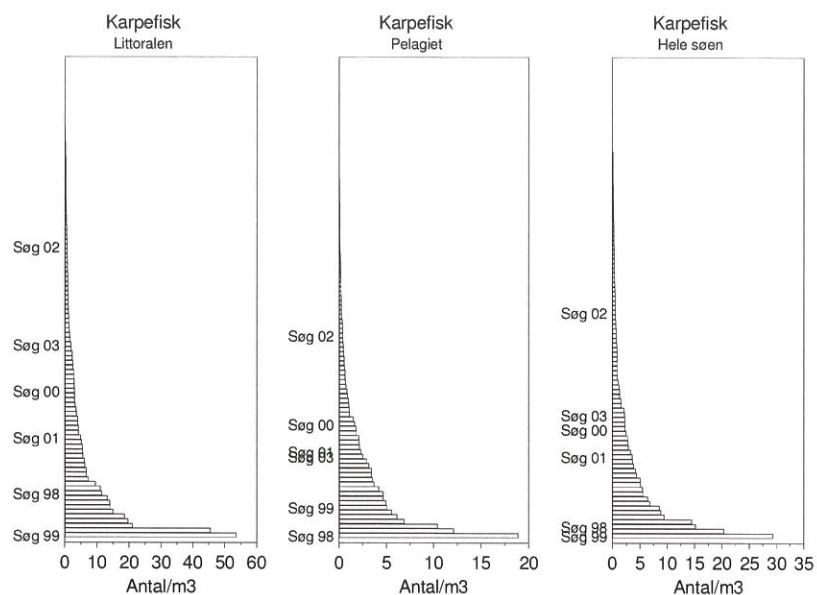 Karpefisk
Littoralen
Søg 02
Søg 03
Søg 00
Søg 01
Søg 98
Søg 99
0 10 20 30 40 50 60
Antal/m3
Karpefisk
Pelagiet
Søg 02
Søg 00
Søg 01
Søg 03
Søg 99
Søg 98
0 5 10 15 20
Antal/m3
Karpefisk
Hele søen
Søg 02
Søg 03
Søg 00
Søg 01
Søg 98
Søg 99
0 5 10 15 20 25 30 35
Antal/m3